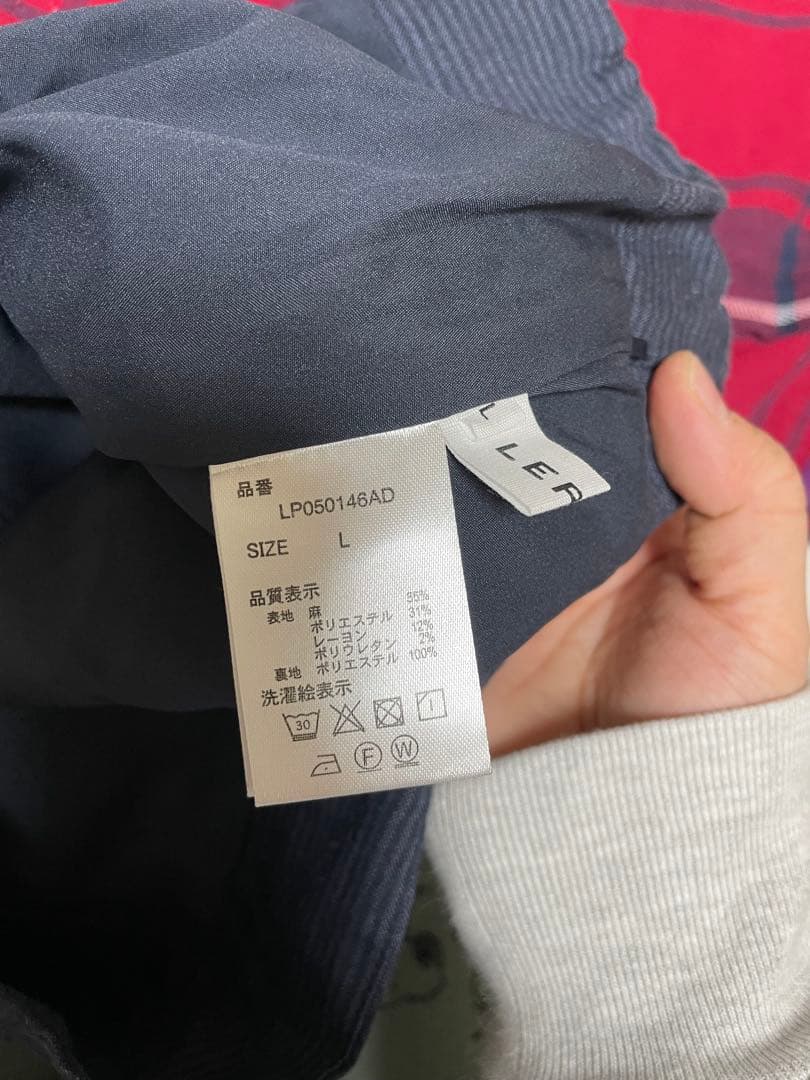 L LE
品番
LP050146AD
SIZE L
品質表示
表地 麻 55%
ポリエステル 31%
レーヨン 12%
ポリウレタン 2%
裏地 ポリエステル 100%
洗濯絵表示
30
F W